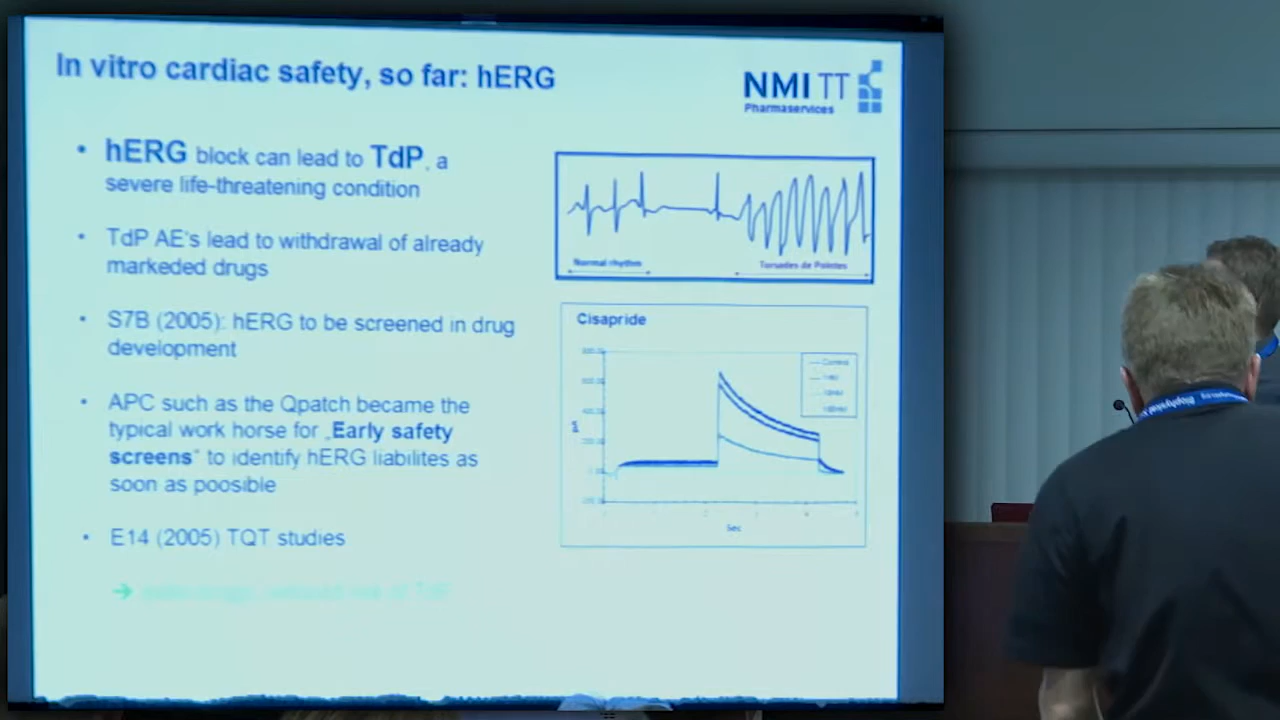 In vitro cardiac safety, so far: hERG
NMI TT
Pharmaservices
• hERG block can lead to TdP, a
severe life-threatening condition
• TdP AE's lead to withdrawal of already
markeded drugs
• S7B (2005): hERG to be screened in drug
development
• APC such as the Qpatch became the
typical work horse for „Early safety
screens“ to identify hERG liabilites as
soon as poosible
• E14 (2005) TQT studies
➔
Normal rhythm
Torsades de Pointes
Cisapride
Control
Sec
Biophysical